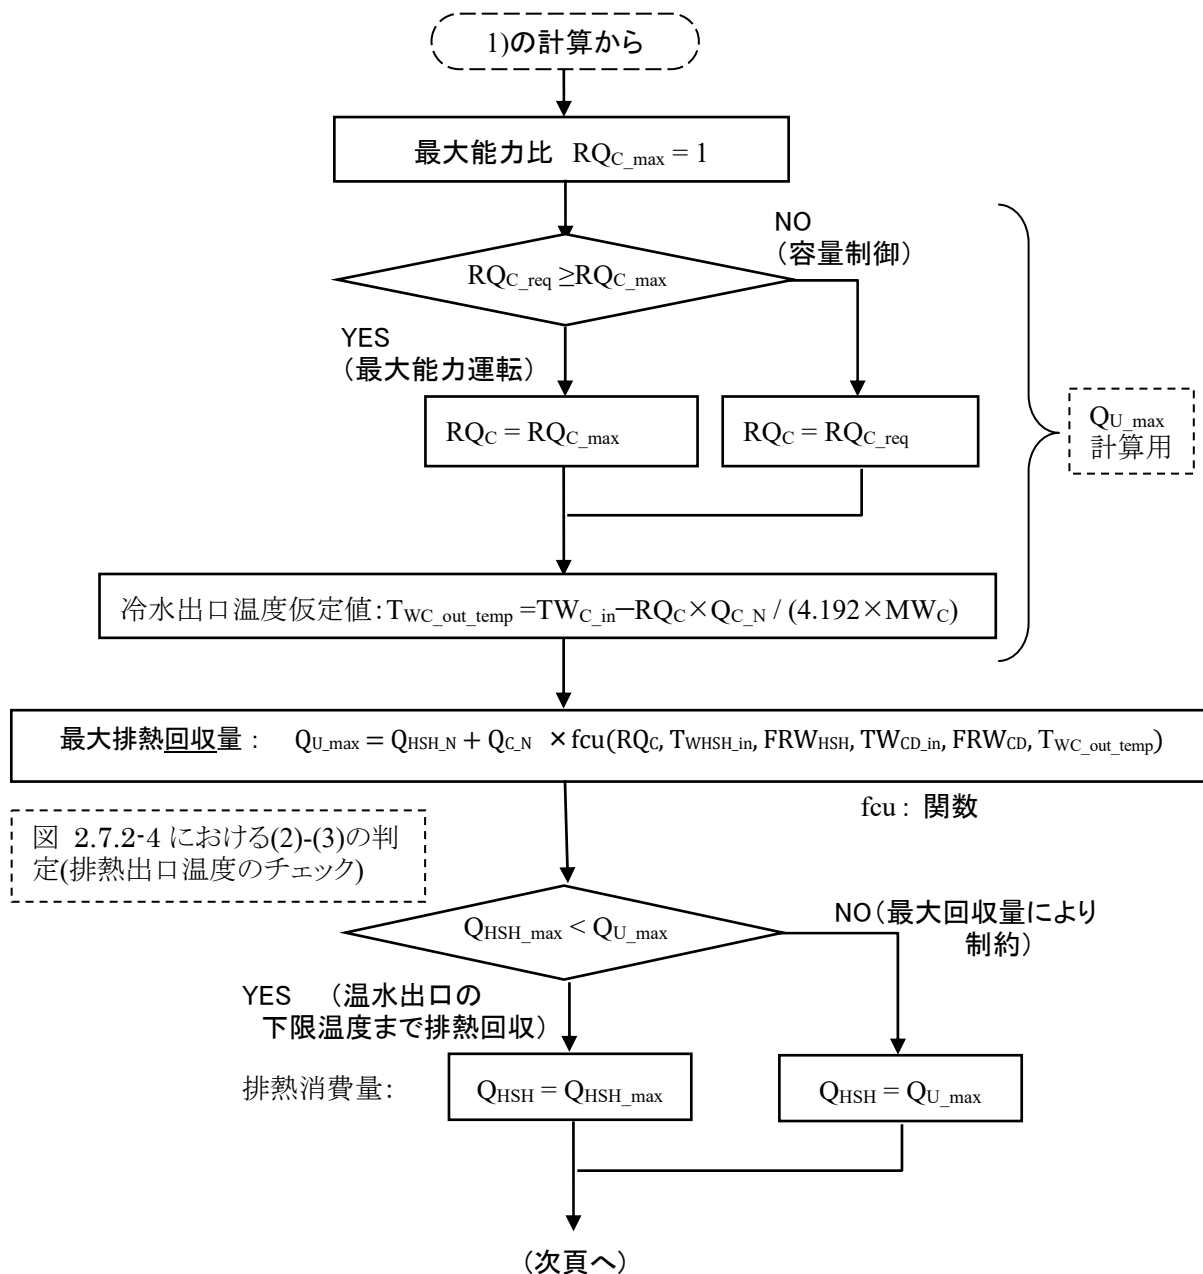 1)の計算から
最大能力比 RQC_max = 1
NO
(容量制御)
RQC_req ≥RQC_max
YES
(最大能力運転)
RQC = RQC_max
RQC = RQC_req
QU_max
計算用
冷水出口温度仮定値：TWC_out_temp =TWC_in−RQC×QC_N / (4.192×MWC)
最大排熱回収量： QU_max = QHSH_N + QC_N ×fcu(RQC, TWHSH_in, FRWHSH, TWCD_in, FRWCD, TWC_out_temp)
fcu： 関数
図 2.7.2-4 における(2)-(3)の判
定(排熱出口温度のチェック)
QHSH_max < QU_max
NO(最大回収量により
制約)
YES (温水出口の
下限温度まで排熱回収)
排熱消費量：
QHSH = QHSH_max
QHSH = QU_max
(次頁へ)